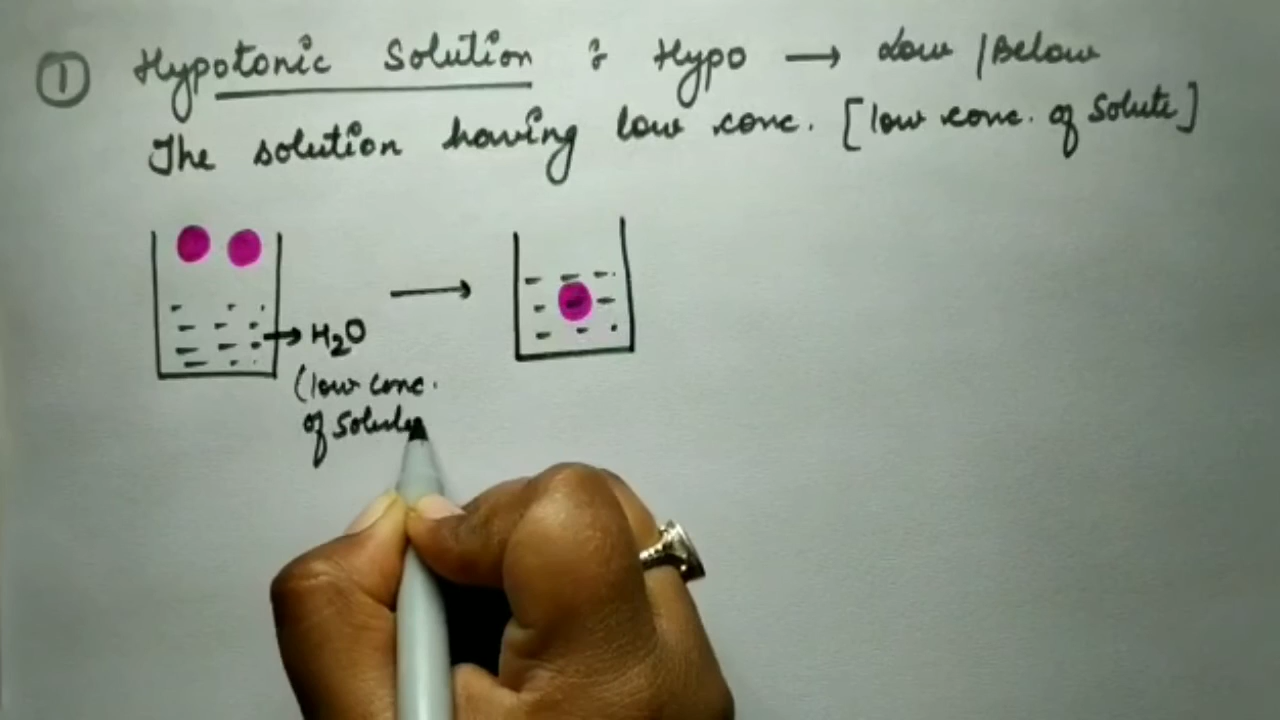 ① Hypotonic Solution : Hypo → Low / Below
The solution having low conc. [low conc. of Solute]
→ H₂O
(low conc.
of Solute